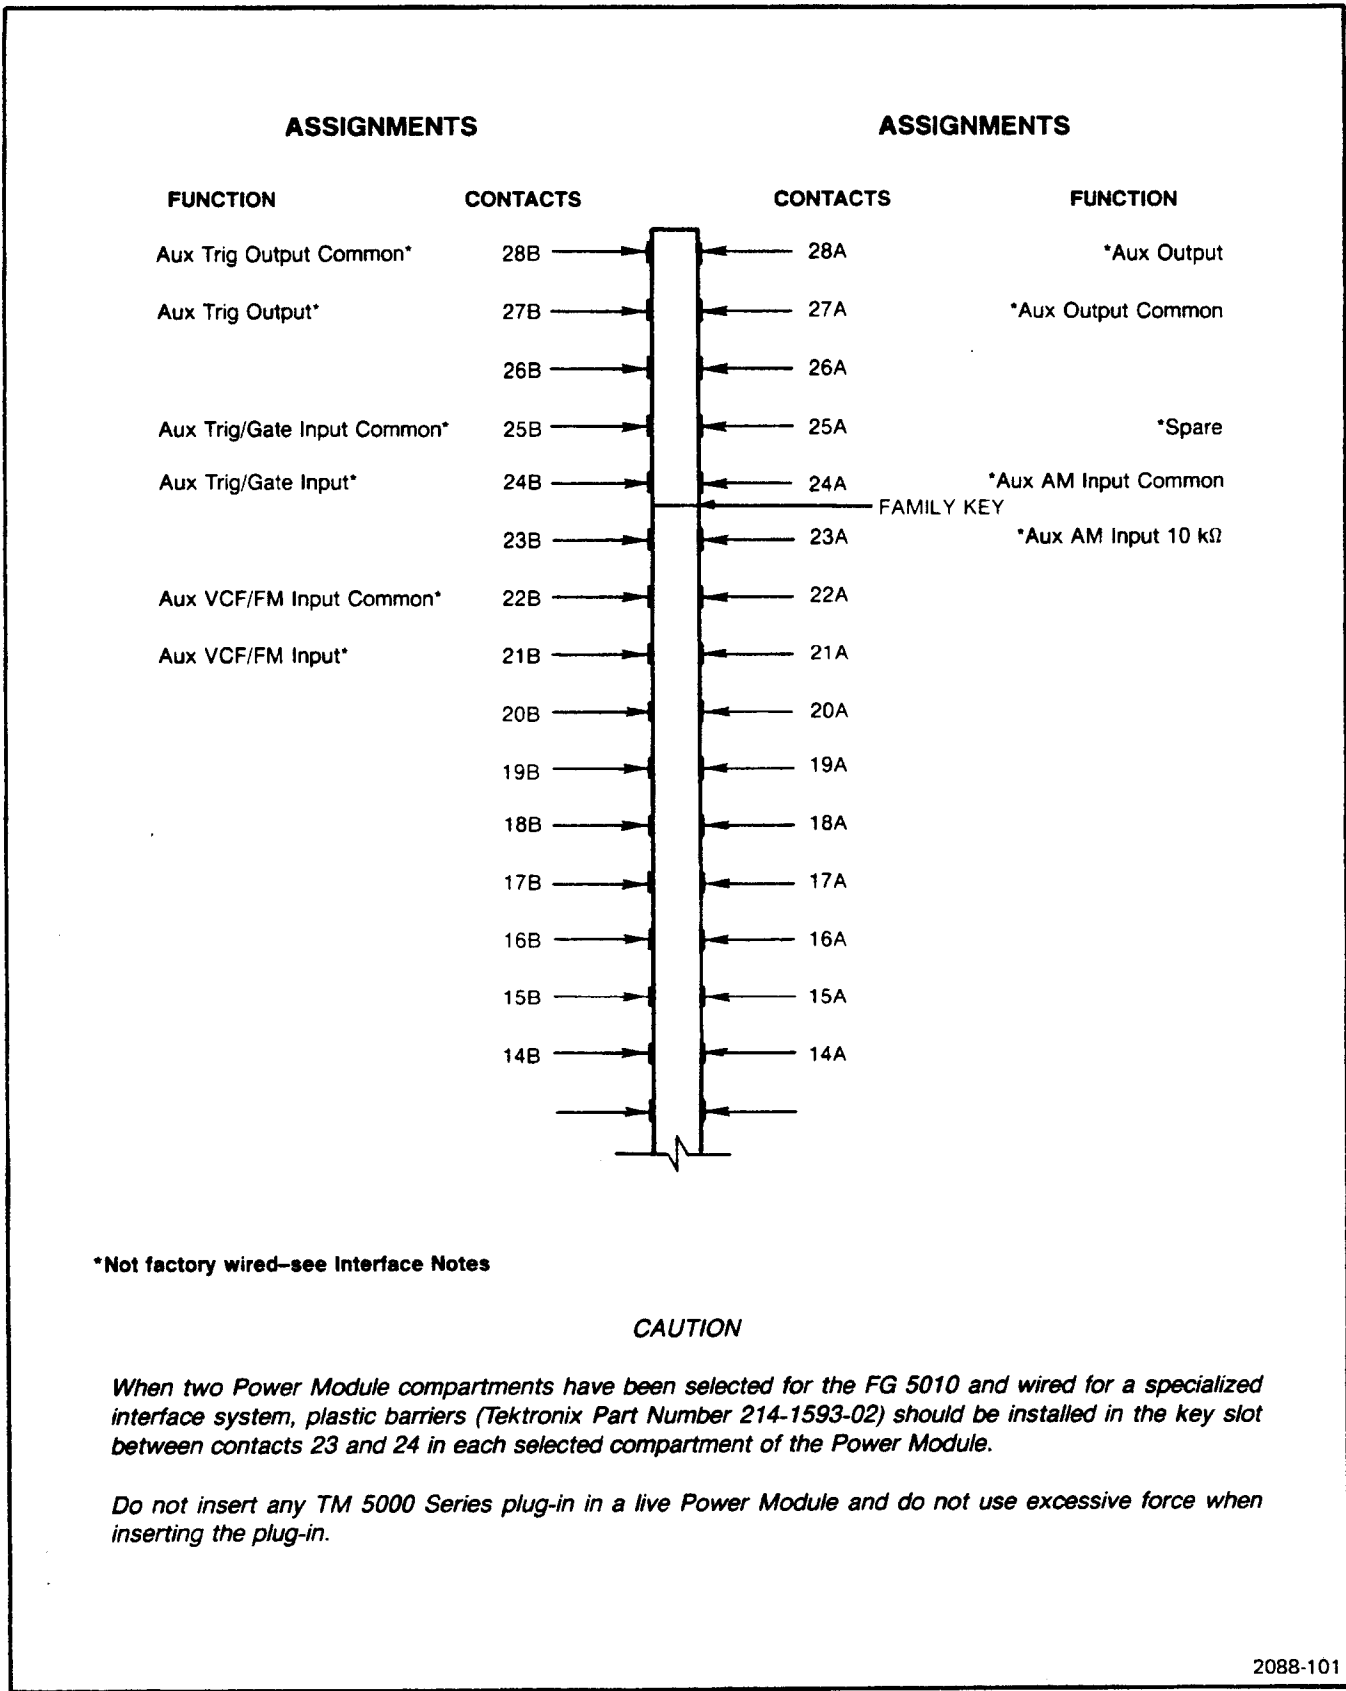 ASSIGNMENTS ASSIGNMENTS
FUNCTION CONTACTS CONTACTS FUNCTION
Aux Trig Output Common* 28B 28A *Aux Output
Aux Trig Output* 27B 27A *Aux Output Common
26B 26A
Aux Trig/Gate Input Common* 25B 25A *Spare
Aux Trig/Gate Input* 24B 24A *Aux AM Input Common
FAMILY KEY
23B 23A *Aux AM Input 10 kΩ
Aux VCF/FM Input Common* 22B 22A
Aux VCF/FM Input* 21B 21A
20B 20A
19B 19A
18B 18A
17B 17A
16B 16A
15B 15A
14B 14A
*Not factory wired–see Interface Notes
CAUTION
When two Power Module compartments have been selected for the FG 5010 and wired for a specialized
interface system, plastic barriers (Tektronix Part Number 214-1593-02) should be installed in the key slot
between contacts 23 and 24 in each selected compartment of the Power Module.
Do not insert any TM 5000 Series plug-in in a live Power Module and do not use excessive force when
inserting the plug-in.
2088-101